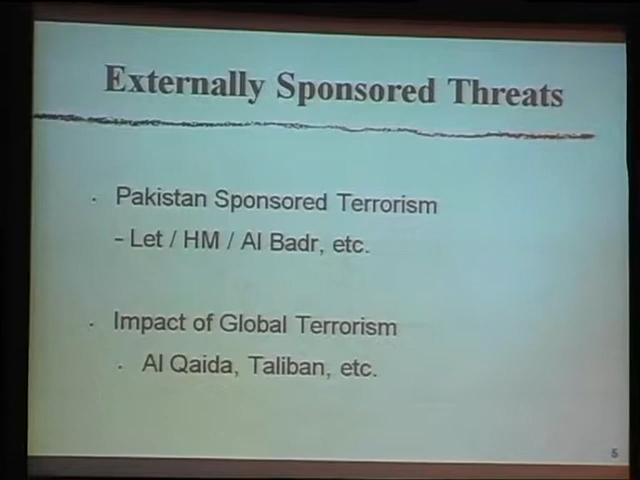 Externally Sponsored Threats
. Pakistan Sponsored Terrorism
– Let / HM / Al Badr, etc.
. Impact of Global Terrorism
. Al Qaida, Taliban, etc.
5